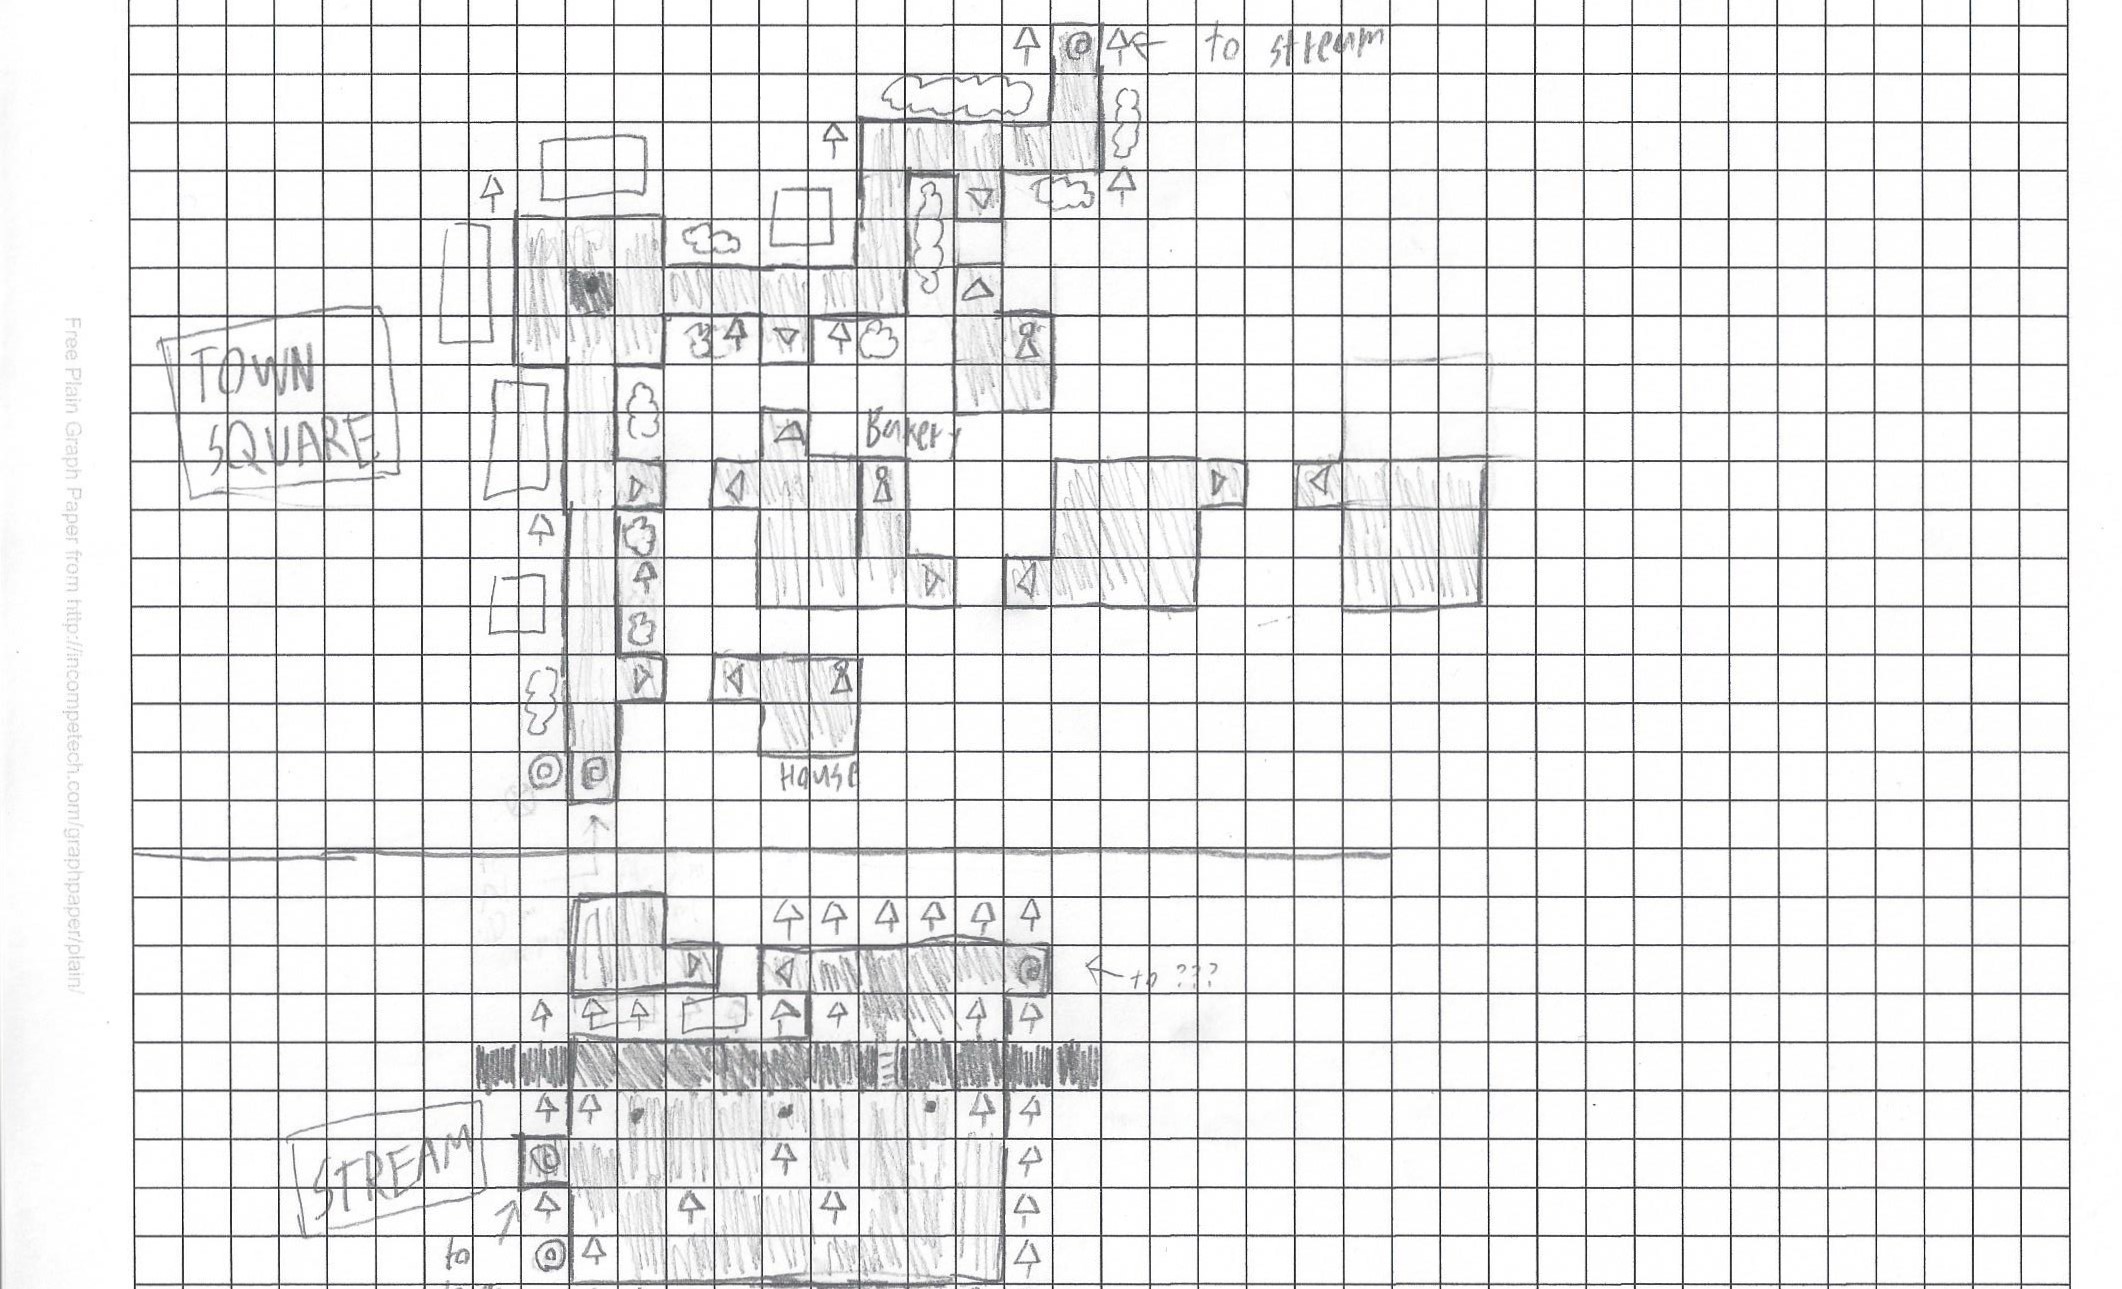 to stream
TOWN
SQUARE
Bakery
House
to ???
STREAM
to
Free Plain Graph Paper from http://incompetech.com/graphpaper/plain/